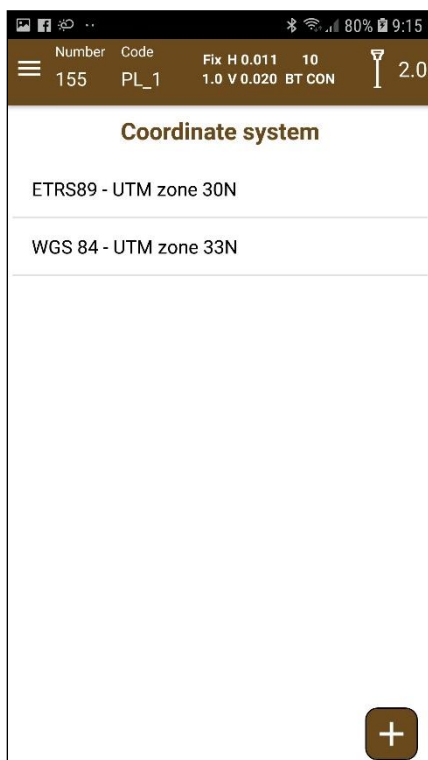 80% 9:15
Number Code
155 PL_1
Fix H 0.011 10
1.0 V 0.020 BT CON
2.0
Coordinate system
ETRS89 - UTM zone 30N
WGS 84 - UTM zone 33N